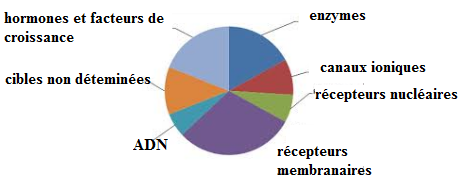 hormones et facteurs de
croissance
enzymes
canaux ioniques
cibles non déteminées
récepteurs nucléaires
ADN
récepteurs
membranaires